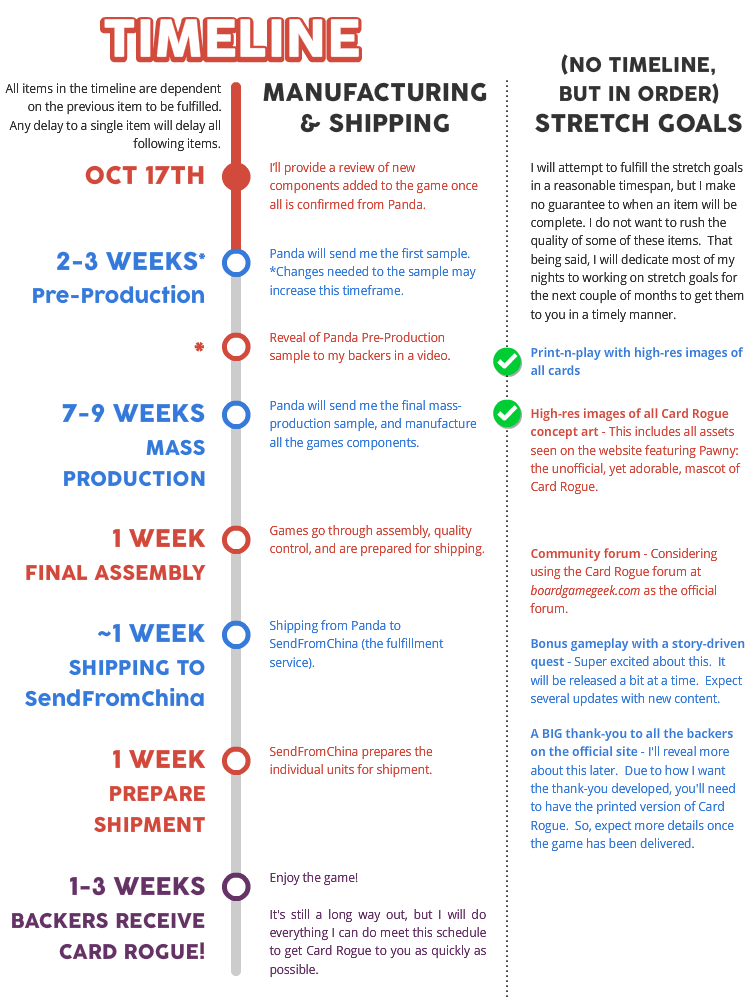 TIMELINE
All items in the timeline are dependent
on the previous item to be fulfilled.
Any delay to a single item will delay all
following items.
MANUFACTURING
& SHIPPING
OCT 17TH
I'll provide a review of new
components added to the game once
all is confirmed from Panda.
2-3 WEEKS*
Pre-Production
Panda will send me the first sample.
*Changes needed to the sample may
increase this timeframe.
*
Reveal of Panda Pre-Production
sample to my backers in a video.
7-9 WEEKS
MASS
PRODUCTION
Panda will send me the final mass-
production sample, and manufacture
all the games components.
1 WEEK
FINAL ASSEMBLY
Games go through assembly, quality
control, and are prepared for shipping.
~1 WEEK
SHIPPING TO
SendFromChina
Shipping from Panda to
SendFromChina (the fulfillment
service).
1 WEEK
PREPARE
SHIPMENT
SendFromChina prepares the
individual units for shipment.
1-3 WEEKS
BACKERS RECEIVE
CARD ROGUE!
Enjoy the game!
It's still a long way out, but I will do
everything I can do meet this schedule
to get Card Rogue to you as quickly as
possible.
(NO TIMELINE,
BUT IN ORDER)
STRETCH GOALS
I will attempt to fulfill the stretch goals
in a reasonable timespan, but I make
no guarantee to when an item will be
complete. I do not want to rush the
quality of some of these items.  That
being said, I will dedicate most of my
nights to working on stretch goals for
the next couple of months to get them
to you in a timely manner.
Print-n-play with high-res images of
all cards
High-res images of all Card Rogue
concept art - This includes all assets
seen on the website featuring Pawny:
the unofficial, yet adorable, mascot of
Card Rogue.
Community forum - Considering
using the Card Rogue forum at
boardgamegeek.com as the official
forum.
Bonus gameplay with a story-driven
quest - Super excited about this.  It
will be released a bit at a time.  Expect
several updates with new content.
A BIG thank-you to all the backers
on the official site - I'll reveal more
about this later.  Due to how I want
the thank-you developed, you'll need
to have the printed version of Card
Rogue.  So, expect more details once
the game has been delivered.